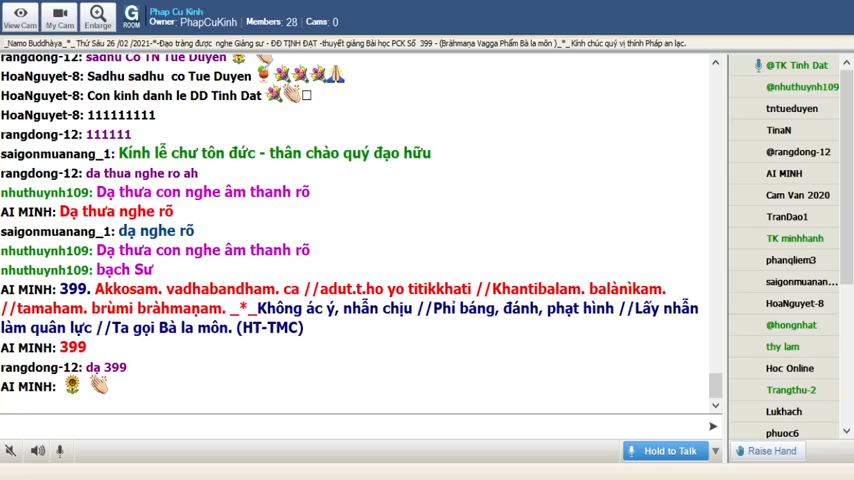 Phap Cu Kinh
View Cam
My Cam
Enlarge
G
ROOM
Owner: PhapCuKinh | Members: 28 | Cams: 0
_Namo Buddhàya_*_ Thứ Sáu 26 /02 /2021-*-Đạo tràng được nghe Giảng sư - ĐĐ TỊNH ĐẠT -thuyết giảng Bài học PCK Số 399 - (Bràhmaṇa Vagga Phẩm Bà la môn )_*_ Kính chúc quý vị thính Pháp an lạc.
rangdong-12: sadhu Co TN Tue Duyen
HoaNguyet-8: Sadhu sadhu co Tue Duyen
HoaNguyet-8: Con kinh danh le DD Tinh Dat
HoaNguyet-8: 111111111
rangdong-12: 111111
saigonmuanang_1: Kính lễ chư tôn đức - thân chào quý đạo hữu
rangdong-12: da thua nghe ro ah
nhuthuynh109: Dạ thưa con nghe âm thanh rõ
AI MINH: Dạ thưa nghe rõ
saigonmuanang_1: dạ nghe rõ
nhuthuynh109: Dạ thưa con nghe âm thanh rõ
nhuthuynh109: bạch Sư
AI MINH: 399. Akkosam. vadhabandham. ca //adut.t.ho yo titikkhati //Khantibalam. balànìkam.
//tamaham. brùmi bràhmaṇam. _*_Không ác ý, nhẫn chịu //Phỉ báng, đánh, phạt hình //Lấy nhẫn
làm quân lực //Ta gọi Bà la môn. (HT-TMC)
AI MINH: 399
rangdong-12: dạ 399
AI MINH:
@TK Tinh Dat
@nhuthuynh109
tntueduyen
TinaN
@rangdong-12
AI MINH
Cam Van 2020
TranDao1
TK minhhanh
phanqliem3
saigonmuanan...
HoaNguyet-8
@hongnhat
thy lam
Hoc Online
Trangthu-2
Lukhach
phuoc6
Hold to Talk
Raise Hand